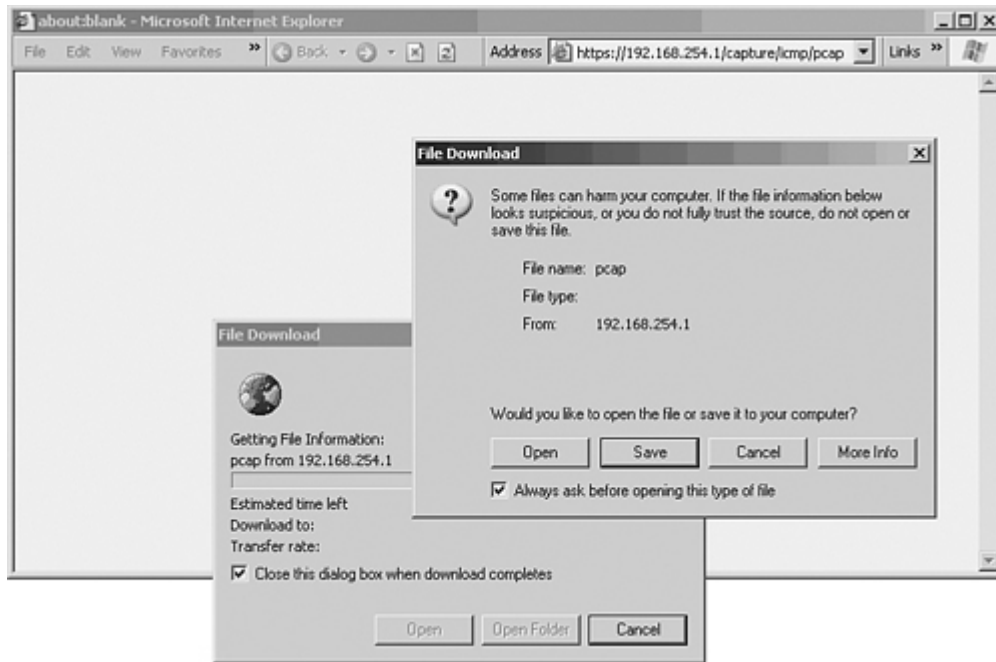 about:blank - Microsoft Internet Explorer
File Edit View Favorites » Back Address https://192.168.254.1/capture/icmp/pcap Links »
File Download
Some files can harm your computer. If the file information below
looks suspicious, or you do not fully trust the source, do not open or
save this file.
File name: pcap
File type:
From: 192.168.254.1
Would you like to open the file or save it to your computer?
Open Save Cancel More Info
Always ask before opening this type of file
File Download
Getting File Information:
pcap from 192.168.254.1
Estimated time left
Download to:
Transfer rate:
Close this dialog box when download completes
Open Open Folder Cancel